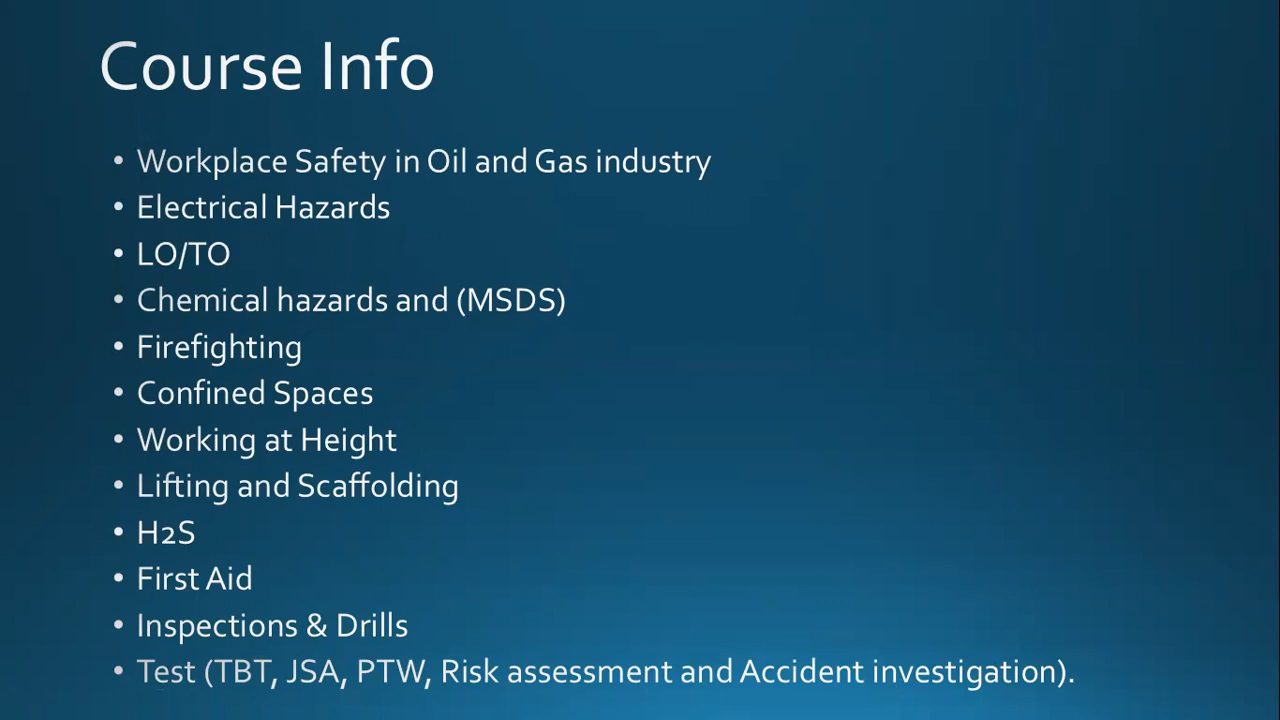 Course Info
• Workplace Safety in Oil and Gas industry
• Electrical Hazards
• LO/TO
• Chemical hazards and (MSDS)
• Firefighting
• Confined Spaces
• Working at Height
• Lifting and Scaffolding
• H2S
• First Aid
• Inspections & Drills
• Test (TBT, JSA, PTW, Risk assessment and Accident investigation).